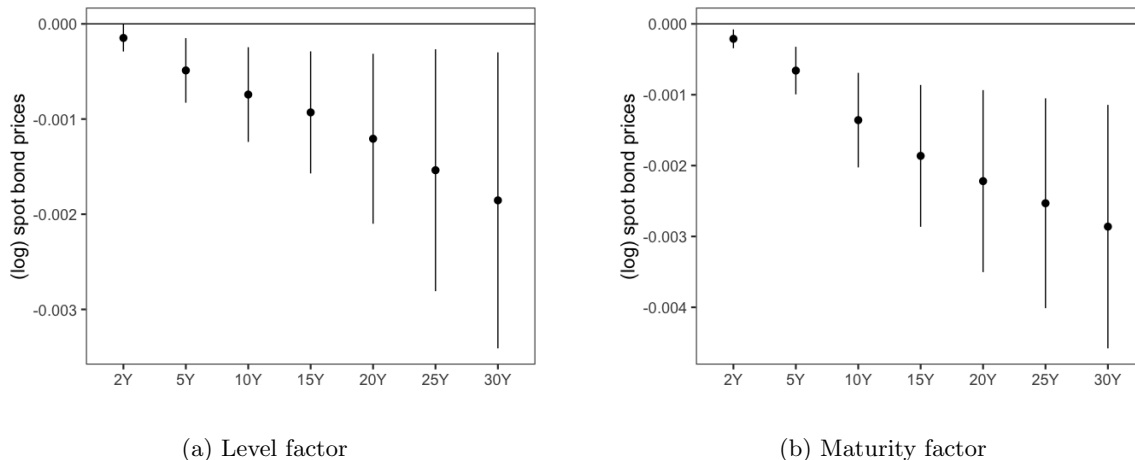 0.000
-0.001
-0.002
-0.003
(log) spot bond prices
2Y 5Y 10Y 15Y 20Y 25Y 30Y
(a) Level factor
0.000
-0.001
-0.002
-0.003
-0.004
(log) spot bond prices
2Y 5Y 10Y 15Y 20Y 25Y 30Y
(b) Maturity factor